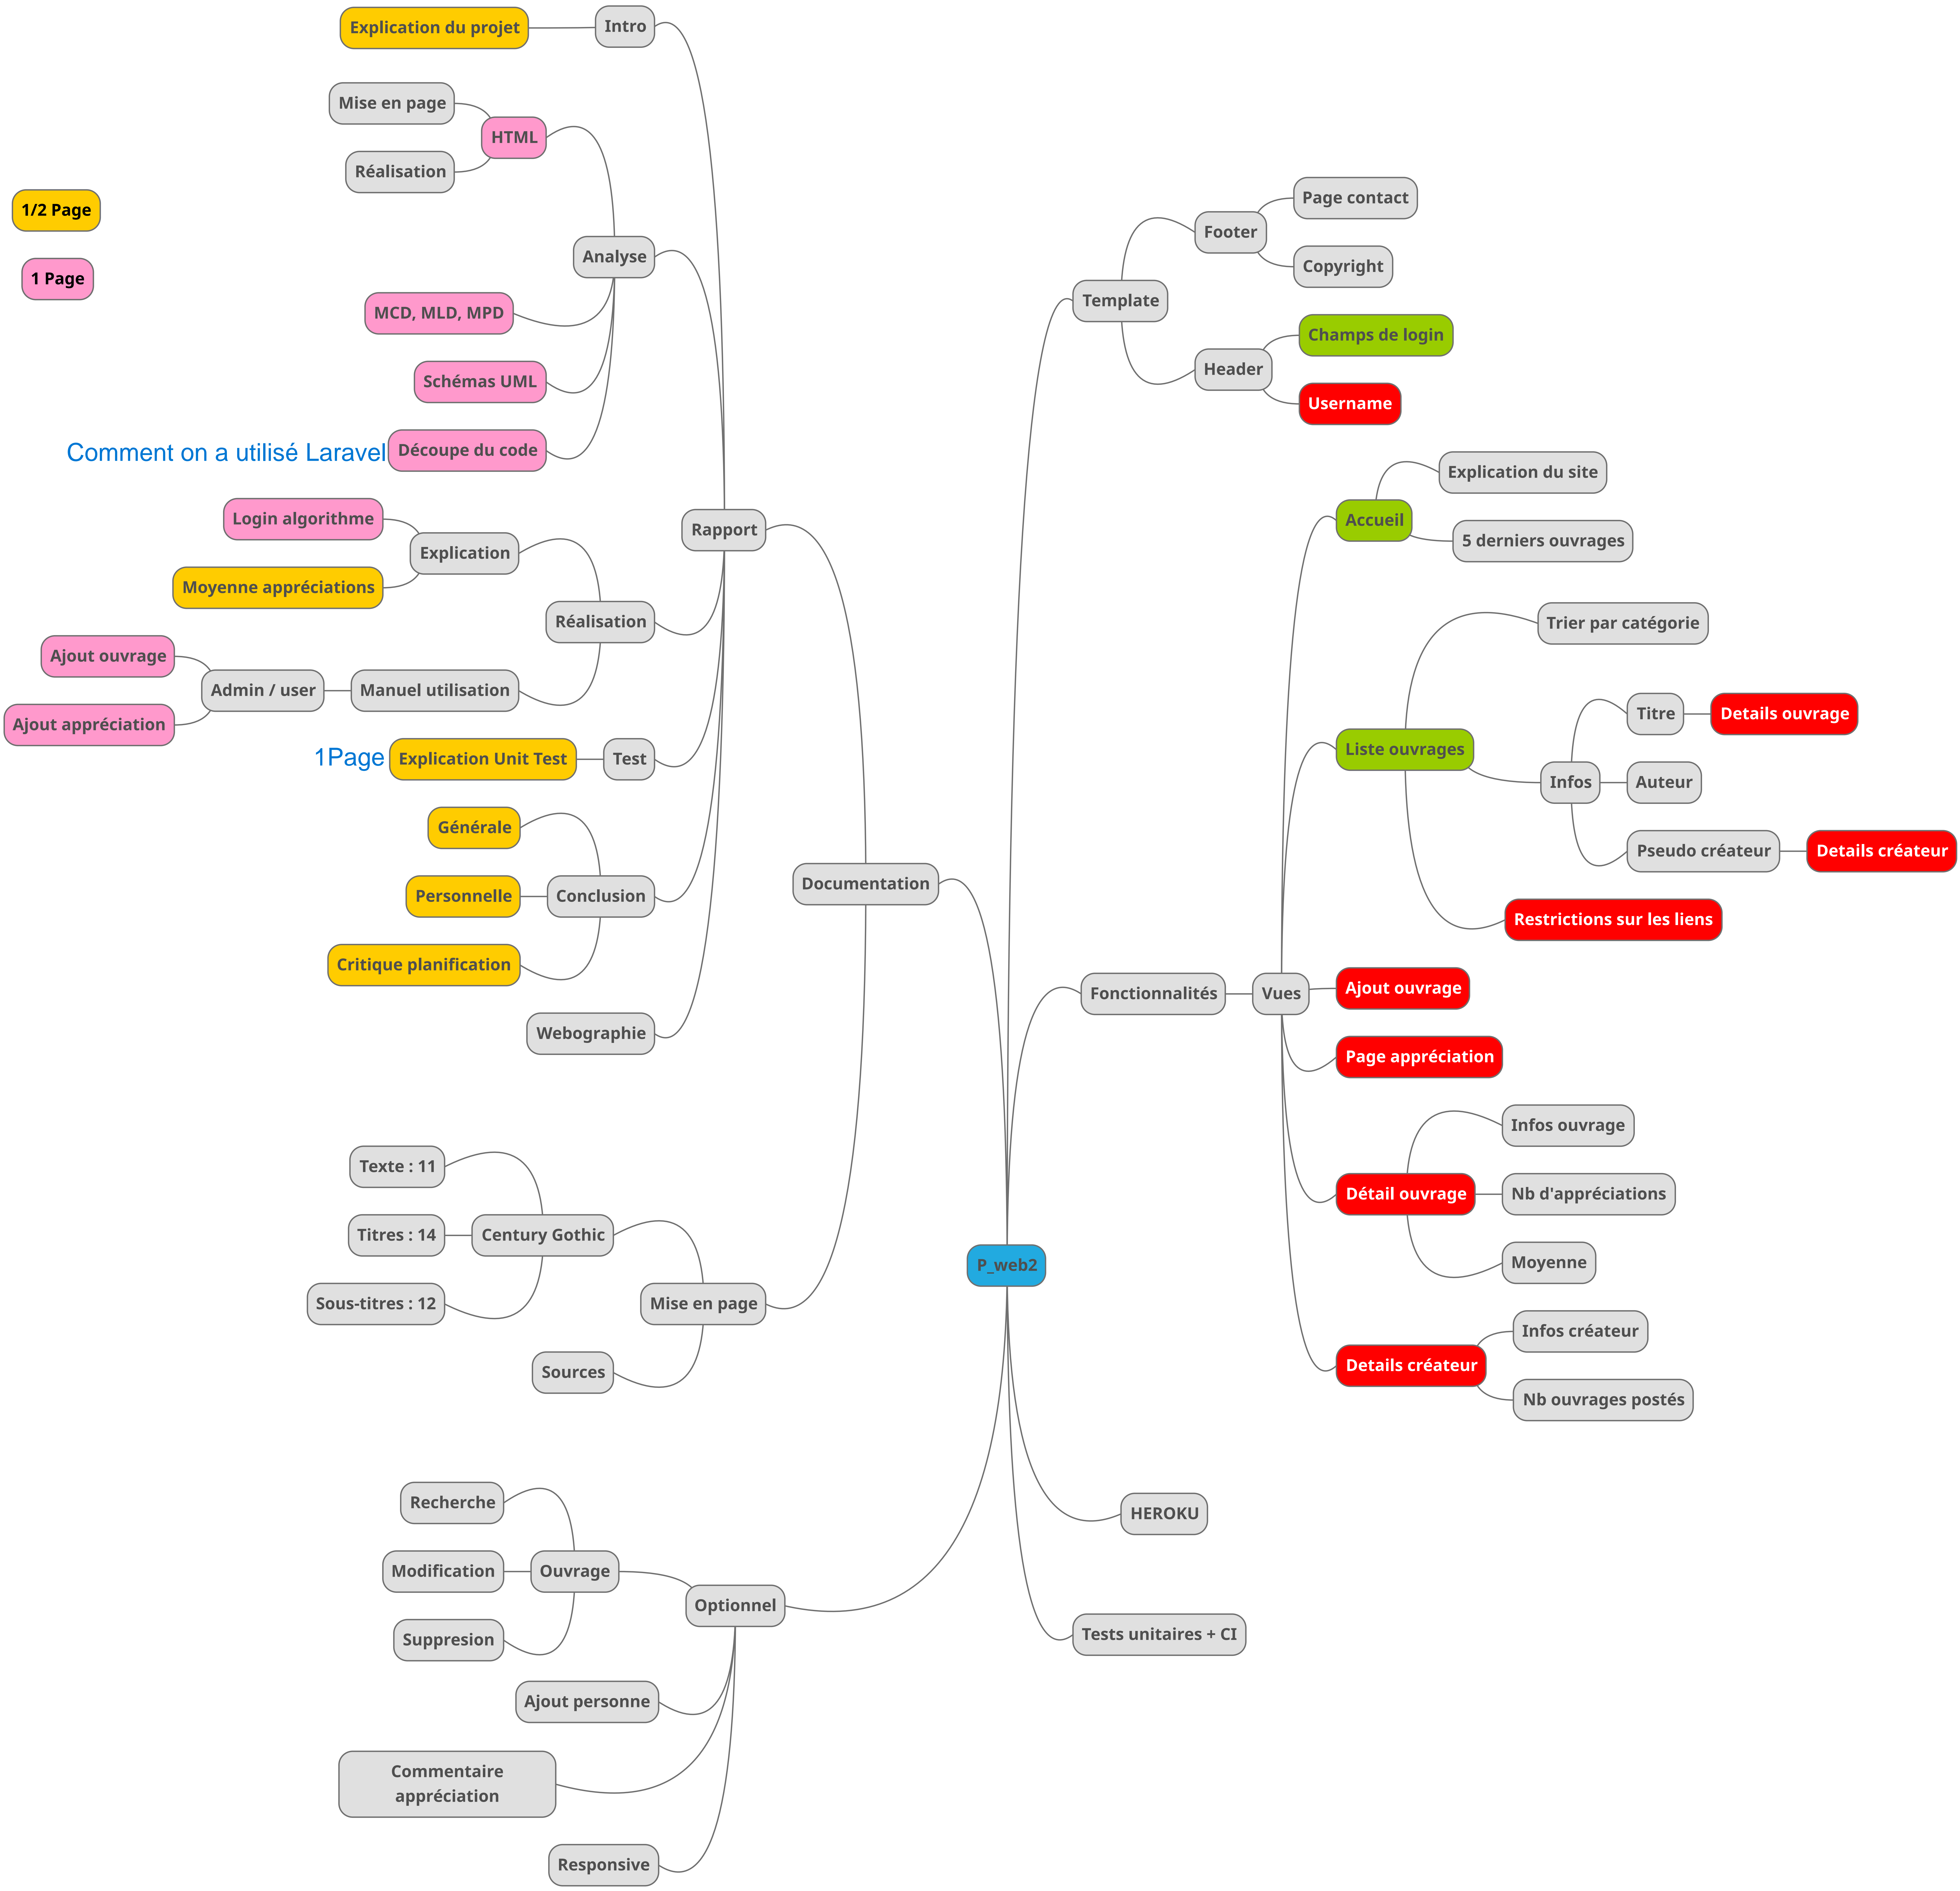 Explication du projet
Intro
Mise en page
HTML
Réalisation
1/2 Page
1 Page
Analyse
MCD, MLD, MPD
Schémas UML
Comment on a utilisé Laravel
Découpe du code
Login algorithme
Explication
Moyenne appréciations
Rapport
Réalisation
Ajout ouvrage
Admin / user
Manuel utilisation
Ajout appréciation
1Page
Explication Unit Test
Test
Générale
Personnelle
Conclusion
Critique planification
Documentation
Webographie
Texte : 11
Titres : 14
Century Gothic
Sous-titres : 12
Mise en page
Sources
P_web2
Recherche
Modification
Ouvrage
Suppresion
Optionnel
Ajout personne
Commentaire
appréciation
Responsive
Page contact
Footer
Copyright
Template
Champs de login
Header
Username
Explication du site
Accueil
5 derniers ouvrages
Trier par catégorie
Titre
Details ouvrage
Liste ouvrages
Infos
Auteur
Pseudo créateur
Details créateur
Restrictions sur les liens
Fonctionnalités
Vues
Ajout ouvrage
Page appréciation
Infos ouvrage
Détail ouvrage
Nb d'appréciations
Moyenne
Infos créateur
Details créateur
Nb ouvrages postés
HEROKU
Tests unitaires + CI